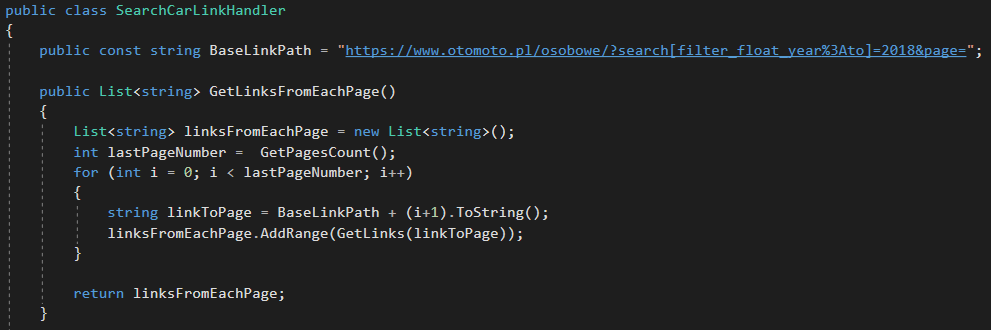 public class SearchCarLinkHandler
{
public const string BaseLinkPath = "https://www.otomoto.pl/osobowe/?search[filter_float_year%3Ato]=2018&page=";
public List<string> GetLinksFromEachPage()
{
List<string> linksFromEachPage = new List<string>();
int lastPageNumber =  GetPagesCount();
for (int i = 0; i < lastPageNumber; i++)
{
string linkToPage = BaseLinkPath + (i+1).ToString();
linksFromEachPage.AddRange(GetLinks(linkToPage));
}
return linksFromEachPage;
}